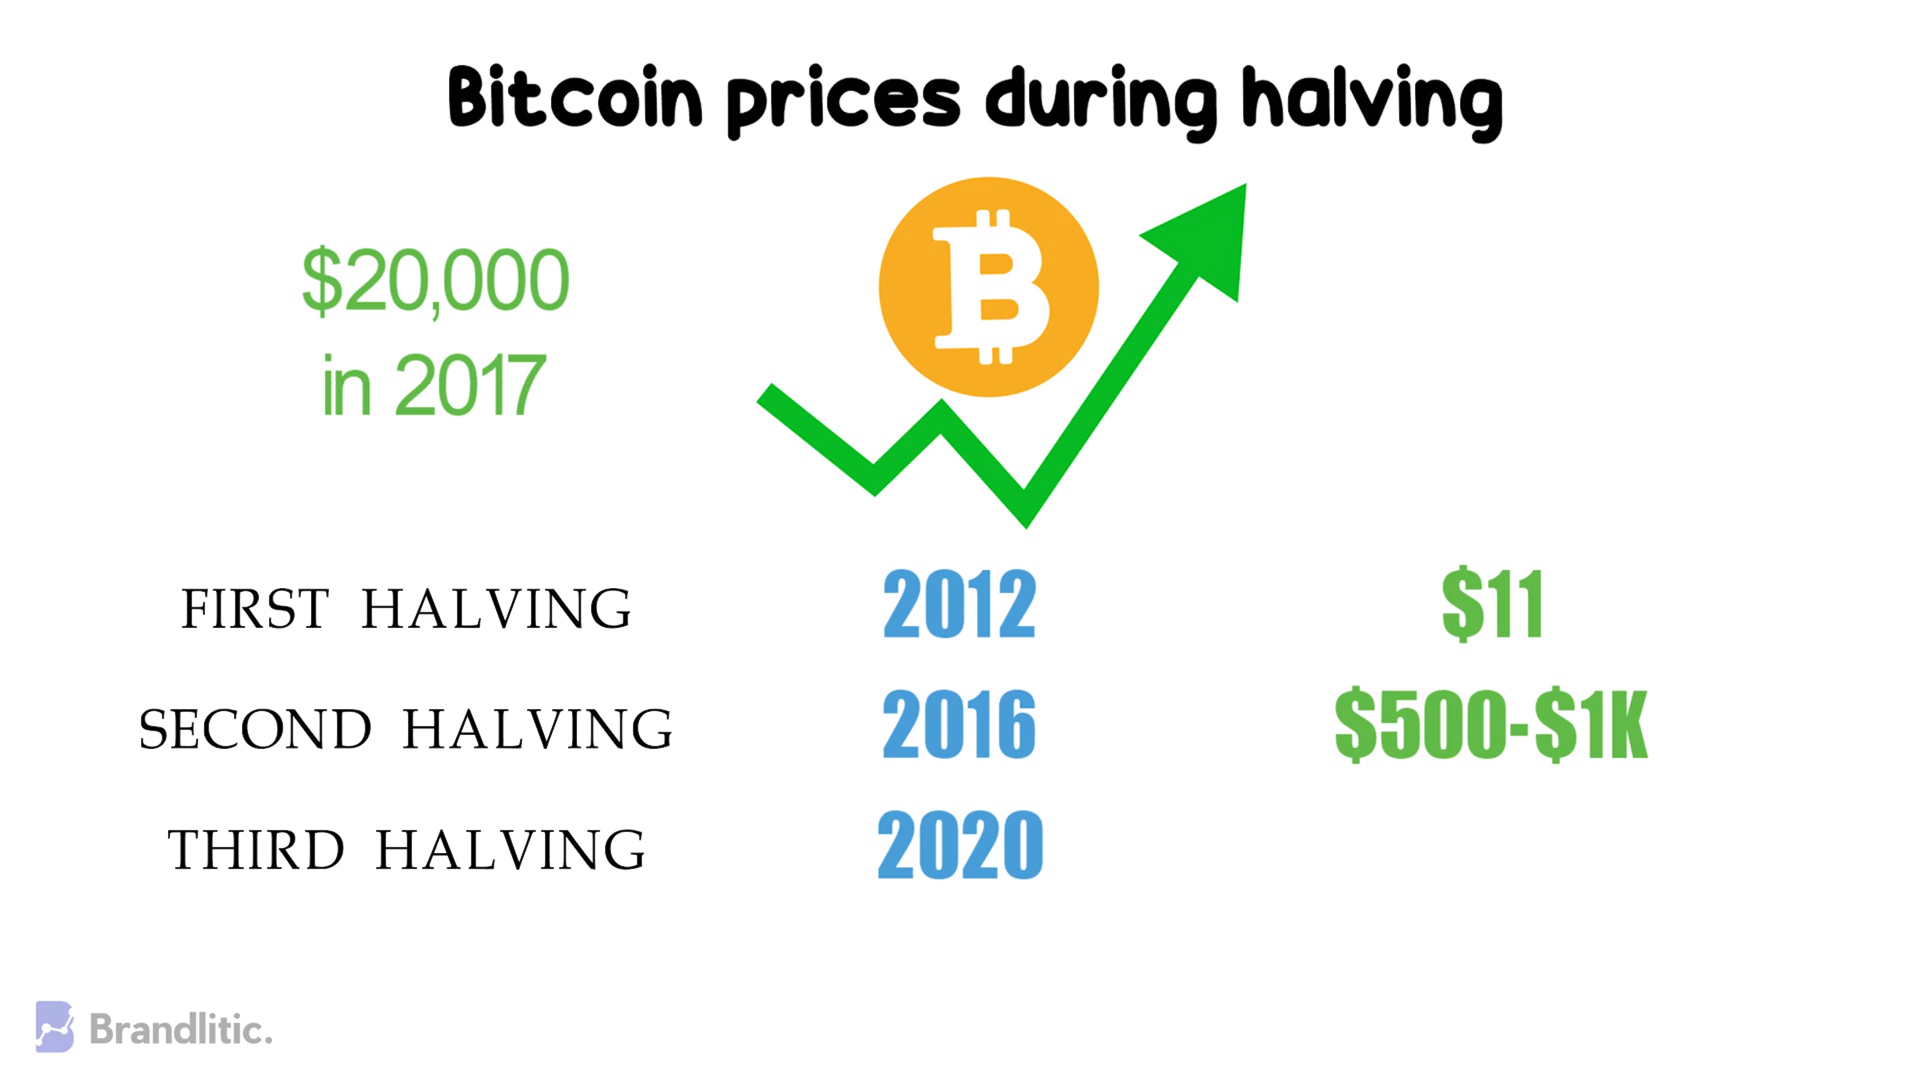 Bitcoin prices during halving
$20,000
in 2017
FIRST HALVING 2012 $11
SECOND HALVING 2016 $500-$1K
THIRD HALVING 2020
Brandlitic.